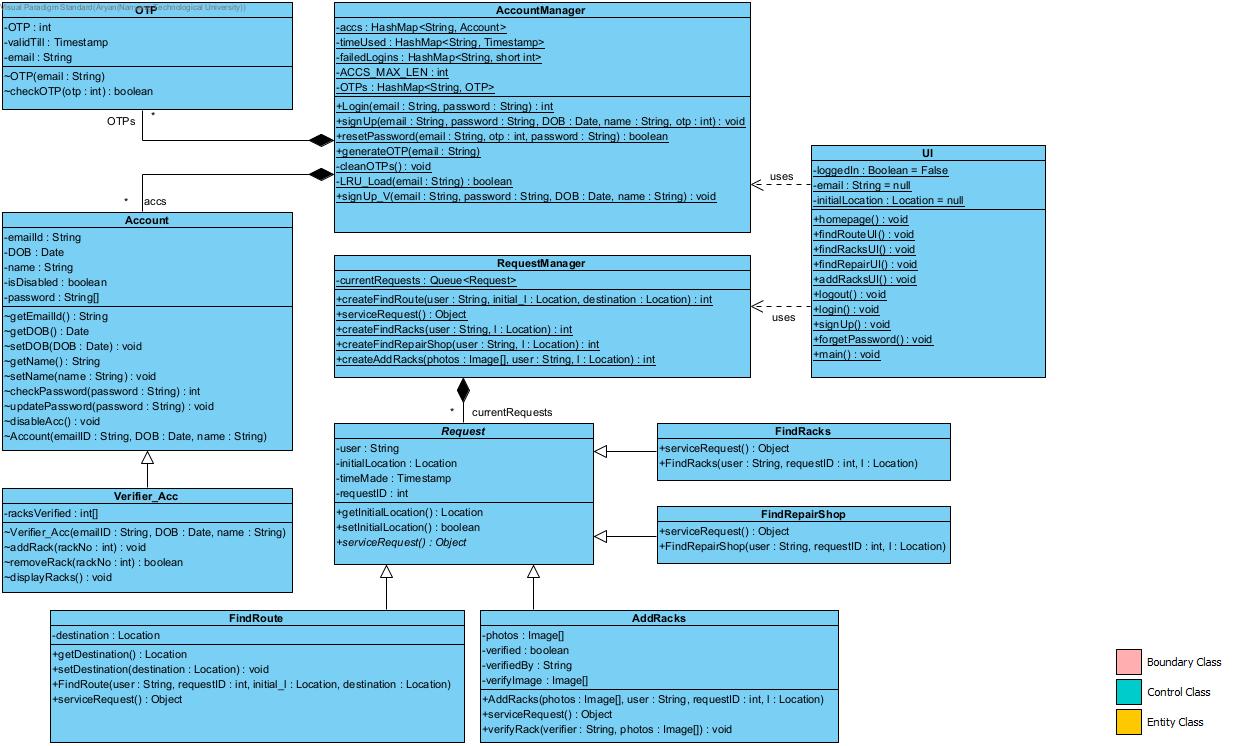 Visual Paradigm Standard(Aryan(Nanyang Technological University))
OTP
-OTP : int
-validTill : Timestamp
-email : String
~OTP(email : String)
~checkOTP(otp : int) : boolean
OTPs
*
AccountManager
-accs : HashMap<String, Account>
-timeUsed : HashMap<String, Timestamp>
-failedLogins : HashMap<String, short int>
-ACCS_MAX_LEN : int
-OTPs : HashMap<String, OTP>
+Login(email : String, password : String) : int
+signUp(email : String, password : String, DOB : Date, name : String, otp : int) : void
+resetPassword(email : String, otp : int, password : String) : boolean
+generateOTP(email : String)
-cleanOTPs() : void
-LRU_Load(email : String) : boolean
+signUp_V(email : String, password : String, DOB : Date, name : String) : void
uses
UI
-loggedIn : Boolean = False
-email : String = null
-initialLocation : Location = null
+homepage() : void
+findRouteUI() : void
+findRacksUI() : void
+findRepairUI() : void
+addRacksUI() : void
+logout() : void
+login() : void
+signUp() : void
+forgetPassword() : void
+main() : void
uses
*
accs
Account
-emailId : String
-DOB : Date
-name : String
-isDisabled : boolean
-password : String[]
~getEmailId() : String
~getDOB() : Date
~setDOB(DOB : Date) : void
~getName() : String
~setName(name : String) : void
~checkPassword(password : String) : int
~updatePassword(password : String) : void
~disableAcc() : void
~Account(emailID : String, DOB : Date, name : String)
RequestManager
-currentRequests : Queue<Request>
+createFindRoute(user : String, initial_l : Location, destination : Location) : int
+serviceRequest() : Object
+createFindRacks(user : String, l : Location) : int
+createFindRepairShop(user : String, l : Location) : int
+createAddRacks(photos : Image[], user : String, l : Location) : int
*
currentRequests
Request
-user : String
-initialLocation : Location
-timeMade : Timestamp
-requestID : int
+getInitialLocation() : Location
+setInitialLocation() : boolean
+serviceRequest() : Object
FindRacks
+serviceRequest() : Object
+FindRacks(user : String, requestID : int, l : Location)
FindRepairShop
+serviceRequest() : Object
+FindRepairShop(user : String, requestID : int, l : Location)
Verifier_Acc
-racksVerified : int[]
~Verifier_Acc(emailID : String, DOB : Date, name : String)
~addRack(rackNo : int) : void
~removeRack(rackNo : int) : boolean
~displayRacks() : void
FindRoute
-destination : Location
+getDestination() : Location
+setDestination(destination : Location) : void
+FindRoute(user : String, requestID : int, initial_l : Location, destination : Location)
+serviceRequest() : Object
AddRacks
-photos : Image[]
-verified : boolean
-verifiedBy : String
-verifyImage : Image[]
+AddRacks(photos : Image[], user : String, requestID : int, l : Location)
+serviceRequest() : Object
+verifyRack(verifier : String, photos : Image[]) : void
Boundary Class
Control Class
Entity Class